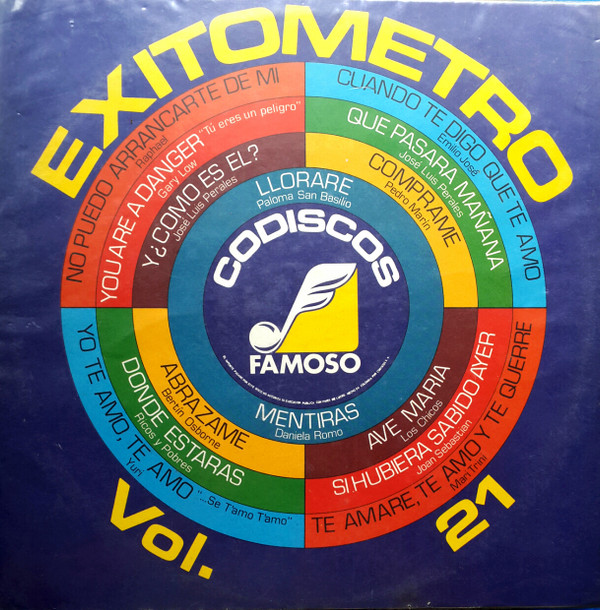 EXITOMETRO
NO PUEDO ARRANCARTE DE MI
Raphael
YOU ARE A DANGER "Tú eres un peligro"
Gary Low
Y ¿COMO ES EL?
José Luis Perales
CUANDO TE DIGO QUE TE AMO
Emilio José
QUE PASARA MAÑANA
José Luis Perales
COMPRAME
Pedro Marín
LLORARE
Paloma San Basilio
CODISCOS
FAMOSO
MENTIRAS
Daniela Romo
ABRAZAME
Bertín Osborne
DONDE ESTARAS
Ricos y Pobres
YO TE AMO, TE AMO "...Se T'amo T'amo"
Yuri
AVE MARIA
Los Chicos
SI..HUBIERA SABIDO AYER
Joan Sebastian
TE AMARE, TE AMO Y TE QUERRE
Mari Trini
Vol. 21